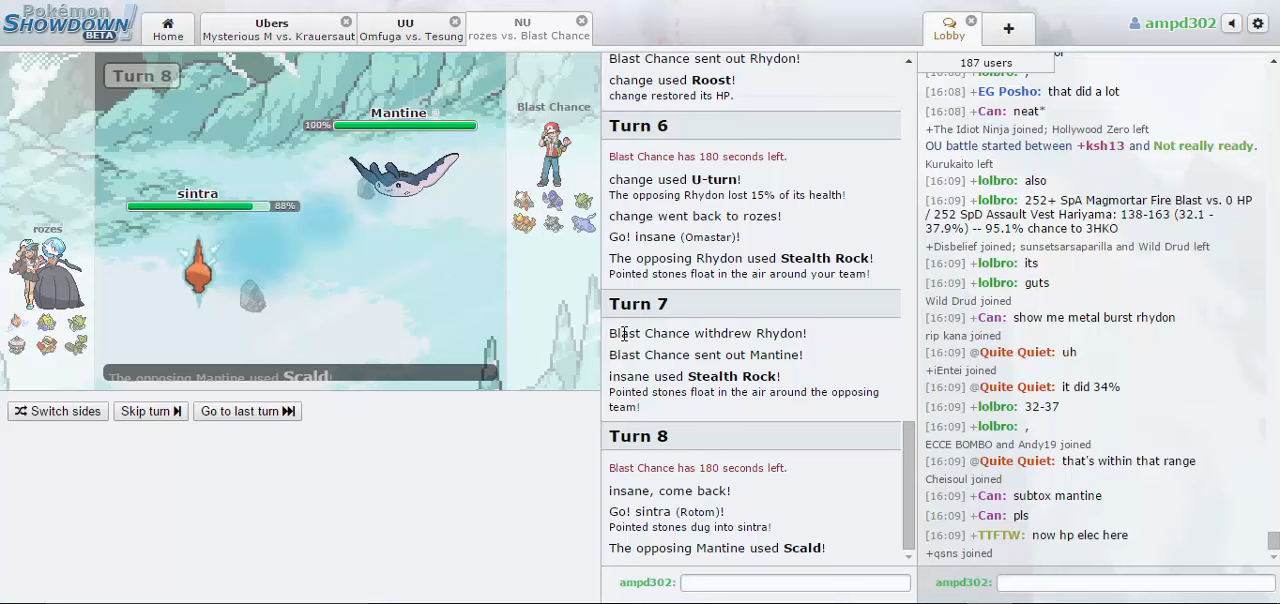 Pokémon
SHOWDOWN!
BETA
Home
Ubers
Mysterious M vs. Krauersaut
UU
Omfuga vs. Tesung
NU
rozes vs. Blast Chance
Lobby
+
ampd302
Turn 8
Mantine
100%
sintra
88%
rozes
Blast Chance
The opposing Mantine used Scald!
Switch sides
Skip turn
Go to last turn
Blast Chance sent out Rhydon!
change used Roost!
change restored its HP.
Turn 6
Blast Chance has 180 seconds left.
change used U-turn!
The opposing Rhydon lost 15% of its health!
change went back to rozes!
Go! insane (Omastar)!
The opposing Rhydon used Stealth Rock!
Pointed stones float in the air around your team!
Turn 7
Blast Chance withdrew Rhydon!
Blast Chance sent out Mantine!
insane used Stealth Rock!
Pointed stones float in the air around the opposing
team!
Turn 8
Blast Chance has 180 seconds left.
insane, come back!
Go! sintra (Rotom)!
Pointed stones dug into sintra!
The opposing Mantine used Scald!
ampd302:
187 users
[16:08] +lolbro: ,
[16:08] +EG Posho: that did a lot
[16:08] +Can: neat*
+The Idiot Ninja joined; Hollywood Zero left
OU battle started between +ksh13 and Not really ready.
Kurukaito left
[16:09] +lolbro: also
[16:09] +lolbro: 252+ SpA Magmortar Fire Blast vs. 0 HP
/ 252 SpD Assault Vest Hariyama: 138-163 (32.1 -
37.9%) -- 95.1% chance to 3HKO
+Disbelief joined; sunsetsarsaparilla and Wild Drud left
[16:09] +lolbro: its
[16:09] +lolbro: guts
Wild Drud joined
[16:09] +Can: show me metal burst rhydon
rip kana joined
[16:09] @Quite Quiet: uh
+iEntei joined
[16:09] @Quite Quiet: it did 34%
[16:09] +lolbro: 32-37
[16:09] +lolbro: ,
ECCE BOMBO and Andy19 joined
[16:09] @Quite Quiet: that's within that range
Cheisoul joined
[16:09] +Can: subtox mantine
[16:09] +Can: pls
[16:09] +TTFTW: now hp elec here
+qsns joined
ampd302: